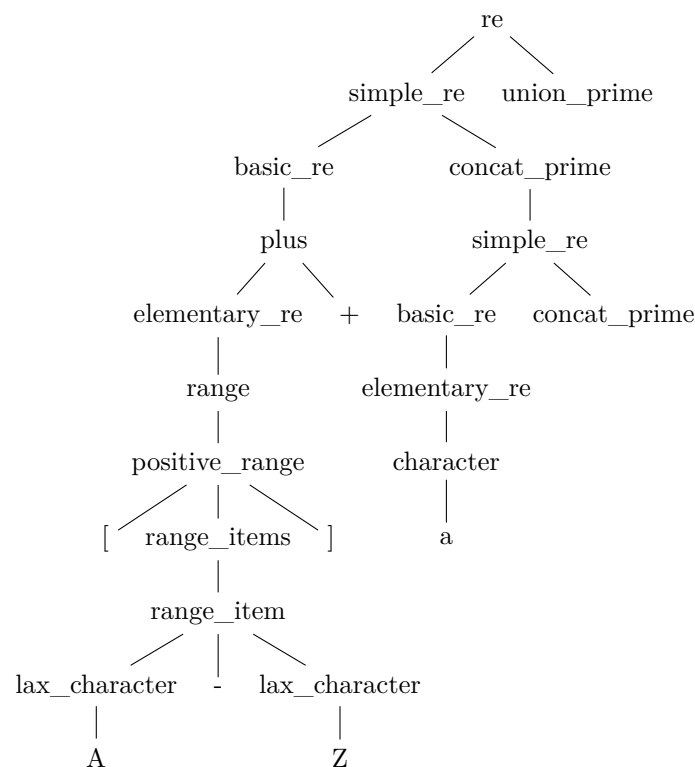 re
simple_re union_prime
basic_re concat_prime
plus simple_re
elementary_re + basic_re concat_prime
range elementary_re
positive_range character
[ range_items ] a
range_item
lax_character - lax_character
A Z